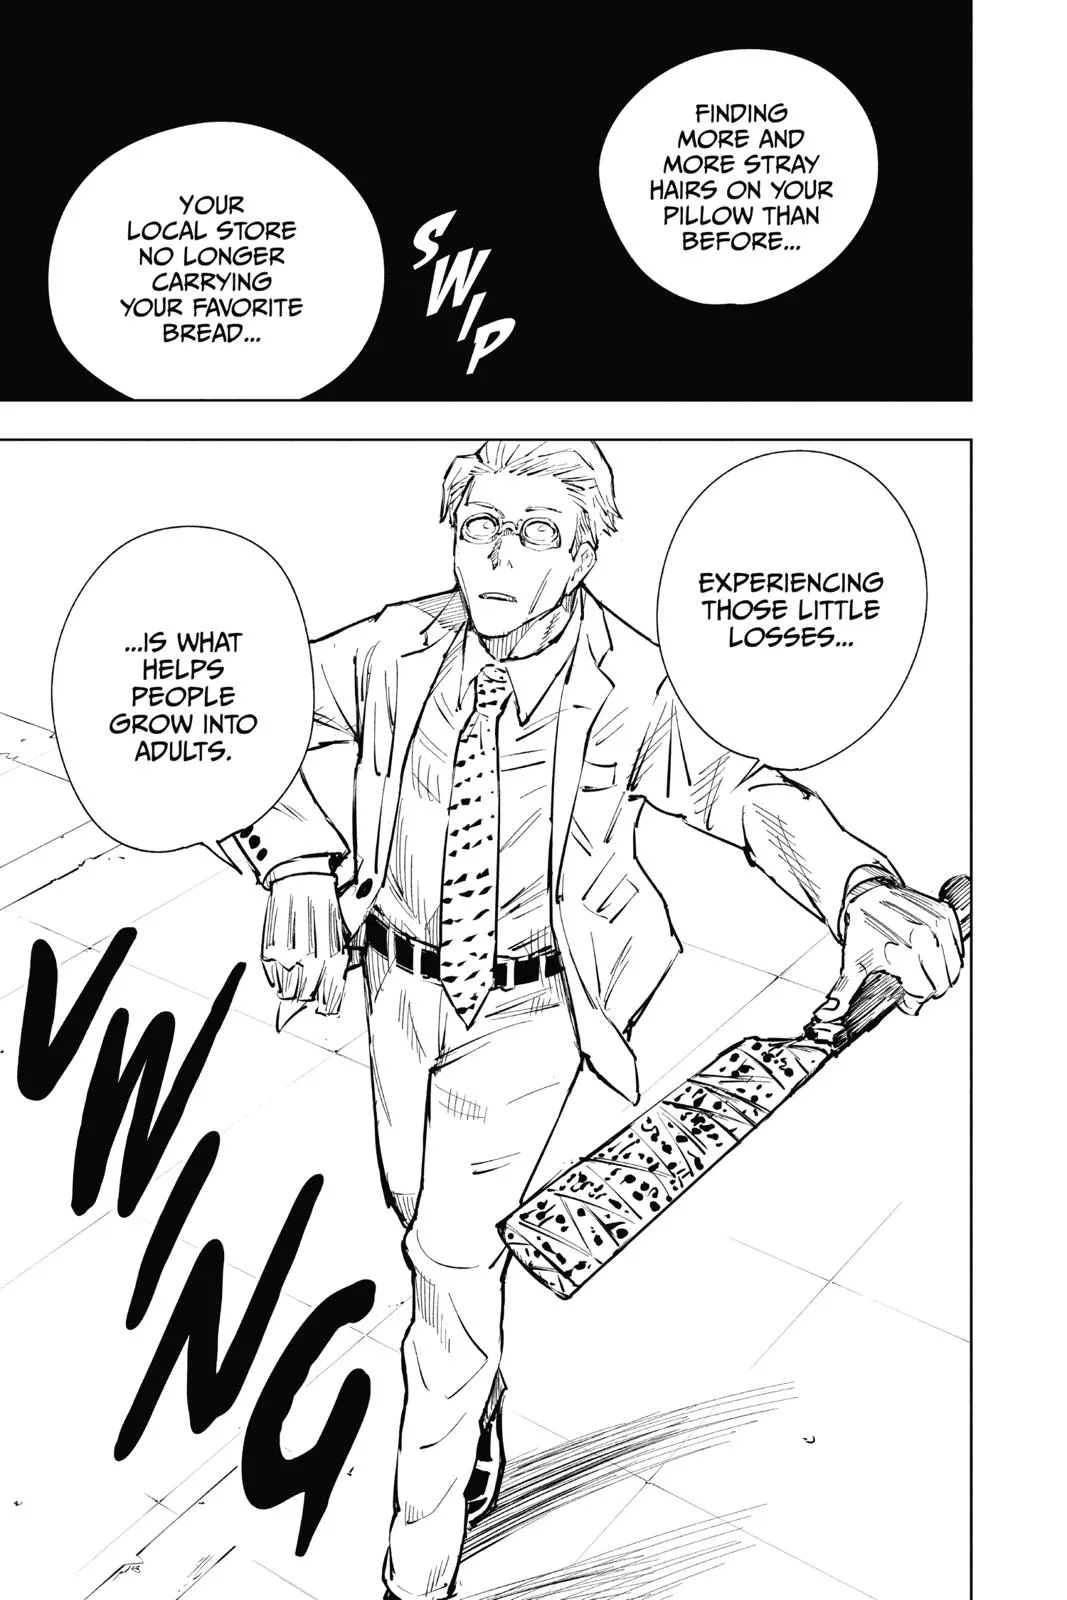 FINDING
MORE AND
MORE STRAY
HAIRS ON YOUR
PILLOW THAN
BEFORE...
SWIP
YOUR
LOCAL STORE
NO LONGER
CARRYING
YOUR FAVORITE
BREAD...
EXPERIENCING
THOSE LITTLE
LOSSES...
...IS WHAT
HELPS
PEOPLE
GROW INTO
ADULTS.
VWING